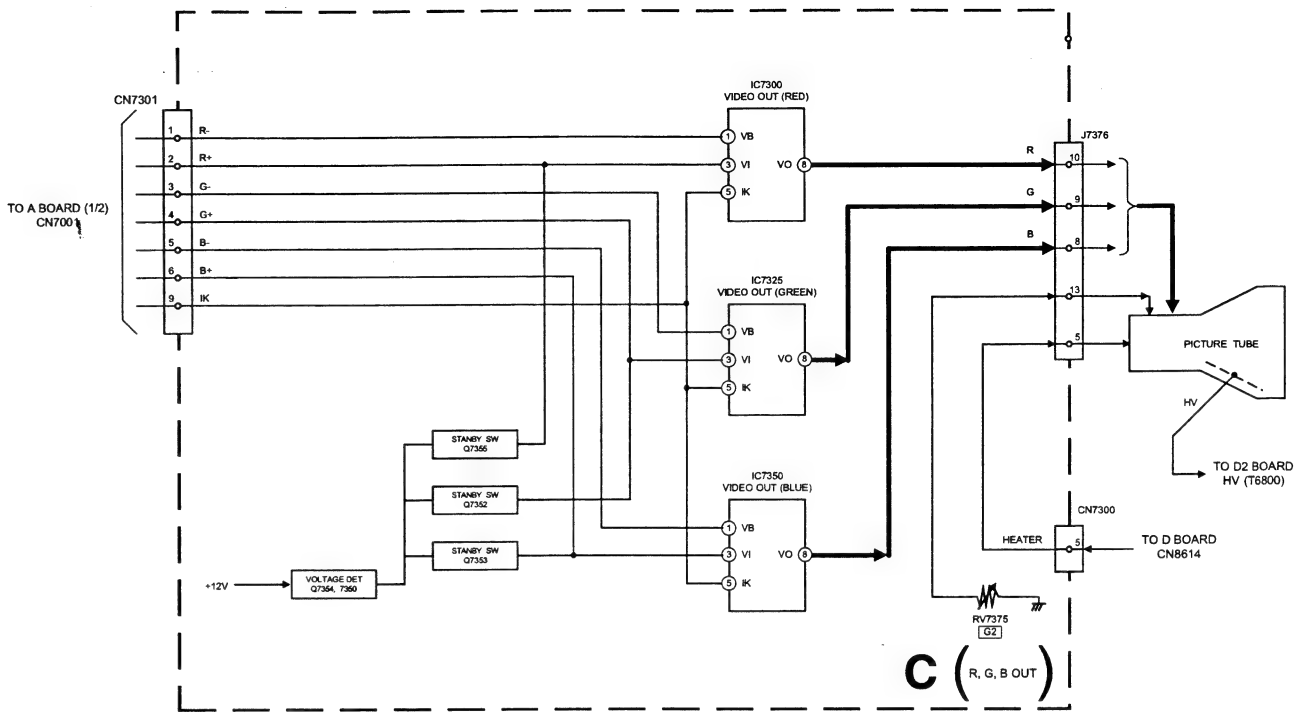 CN7301
TO A BOARD (1/2)
CN7001
1 R-
2 R+
3 G-
4 G+
5 B-
6 B+
9 IK
IC7300
VIDEO OUT (RED)
1 VB
3 VI VO 8
5 IK
IC7325
VIDEO OUT (GREEN)
1 VB
3 VI VO 8
5 IK
IC7350
VIDEO OUT (BLUE)
1 VB
3 VI VO 8
5 IK
STANBY SW
Q7355
STANBY SW
Q7352
STANBY SW
Q7353
+12V
VOLTAGE DET
Q7354, 7350
J7376
R 10
G 9
B 8
13
5
PICTURE TUBE
HV
TO D2 BOARD
HV (T6800)
CN7300
HEATER 5
TO D BOARD
CN8614
RV7375
G2
C ( R, G, B OUT )